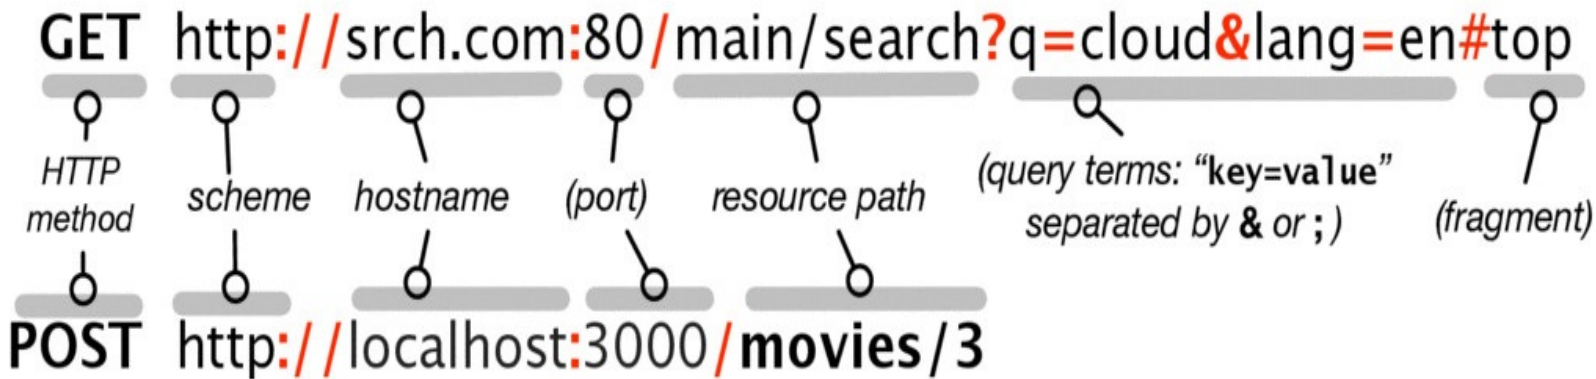 GET http://srch.com:80/main/search?q=cloud&lang=en#top
HTTP method
scheme
hostname
(port)
resource path
(query terms: “key=value”
separated by & or ;)
(fragment)
POST http://localhost:3000/movies/3